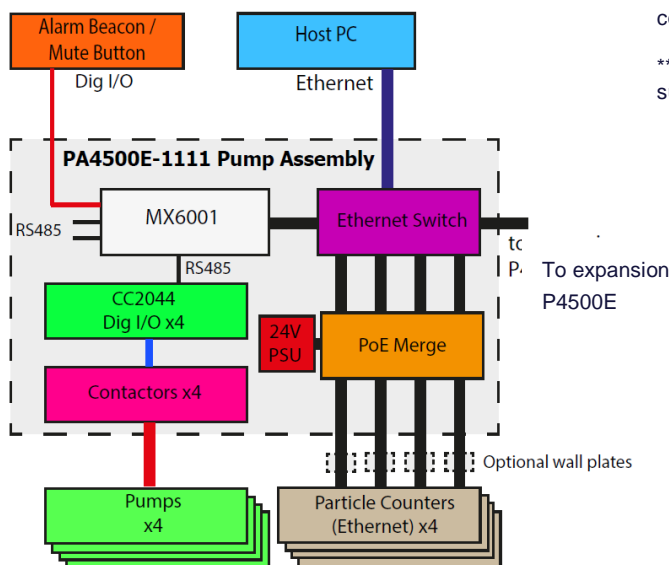 Alarm Beacon /
Mute Button
Host PC
Dig I/O
Ethernet
PA4500E-1111 Pump Assembly
MX6001
Ethernet Switch
RS485
RS485
CC2044
Dig I/O x4
24V
PSU
PoE Merge
To expansion
P4500E
Contactors x4
Optional wall plates
Pumps
x4
Particle Counters
(Ethernet) x4